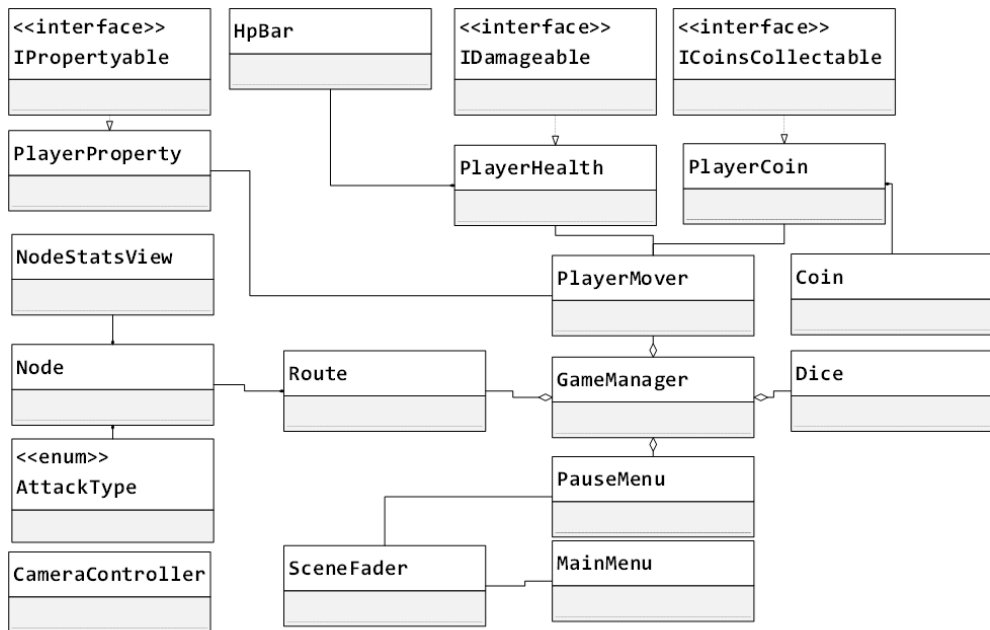 <<interface>>
IPropertyable
HpBar
<<interface>>
IDamageable
<<interface>>
ICoinsCollectable
PlayerProperty
PlayerHealth
PlayerCoin
NodeStatsView
PlayerMover
Coin
Node
Route
GameManager
Dice
<<enum>>
AttackType
PauseMenu
CameraController
SceneFader
MainMenu